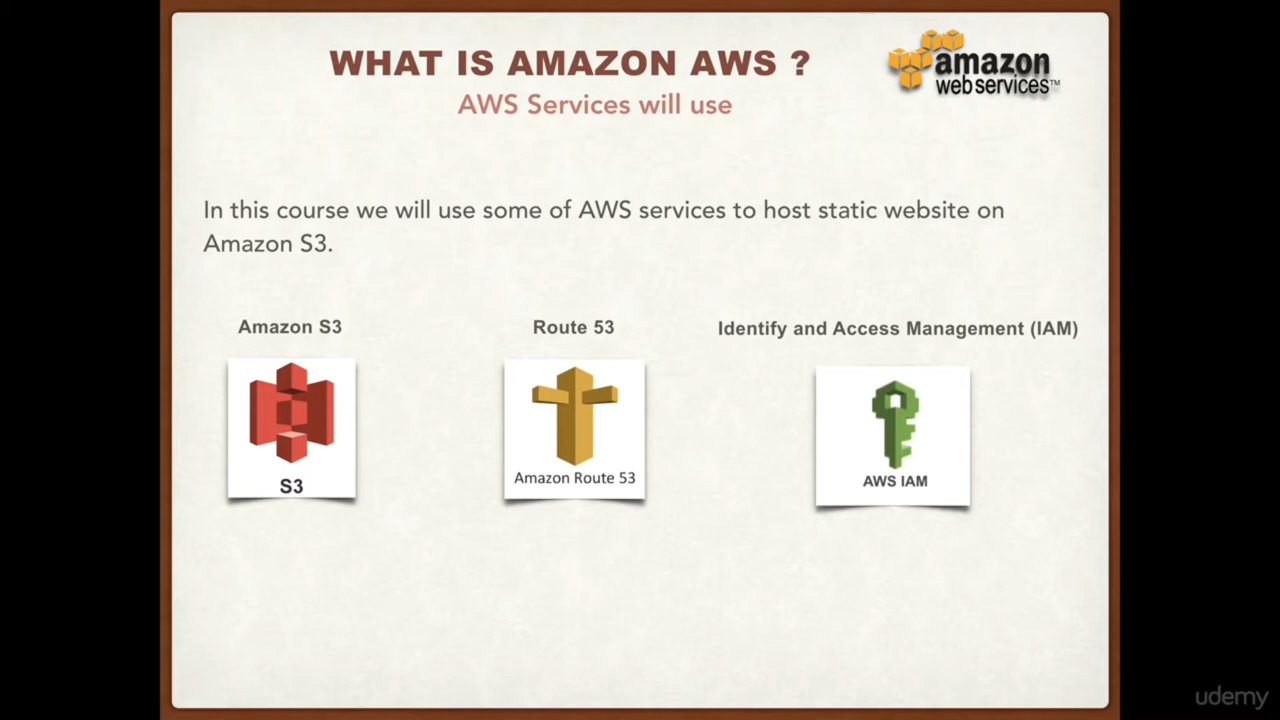 WHAT IS AMAZON AWS ?
AWS Services will use
amazon
webservices™
In this course we will use some of AWS services to host static website on
Amazon S3.
Amazon S3
Route 53
Identify and Access Management (IAM)
S3
Amazon Route 53
AWS IAM
udemy